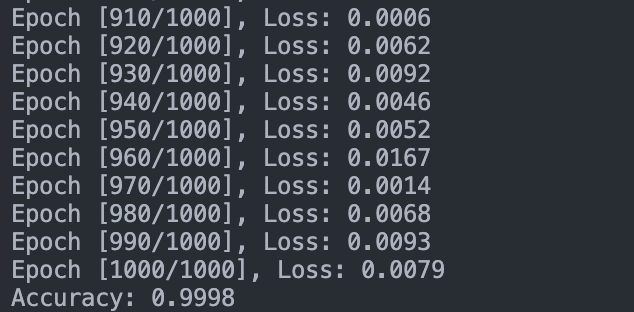 Epoch [910/1000], Loss: 0.0006
Epoch [920/1000], Loss: 0.0062
Epoch [930/1000], Loss: 0.0092
Epoch [940/1000], Loss: 0.0046
Epoch [950/1000], Loss: 0.0052
Epoch [960/1000], Loss: 0.0167
Epoch [970/1000], Loss: 0.0014
Epoch [980/1000], Loss: 0.0068
Epoch [990/1000], Loss: 0.0093
Epoch [1000/1000], Loss: 0.0079
Accuracy: 0.9998